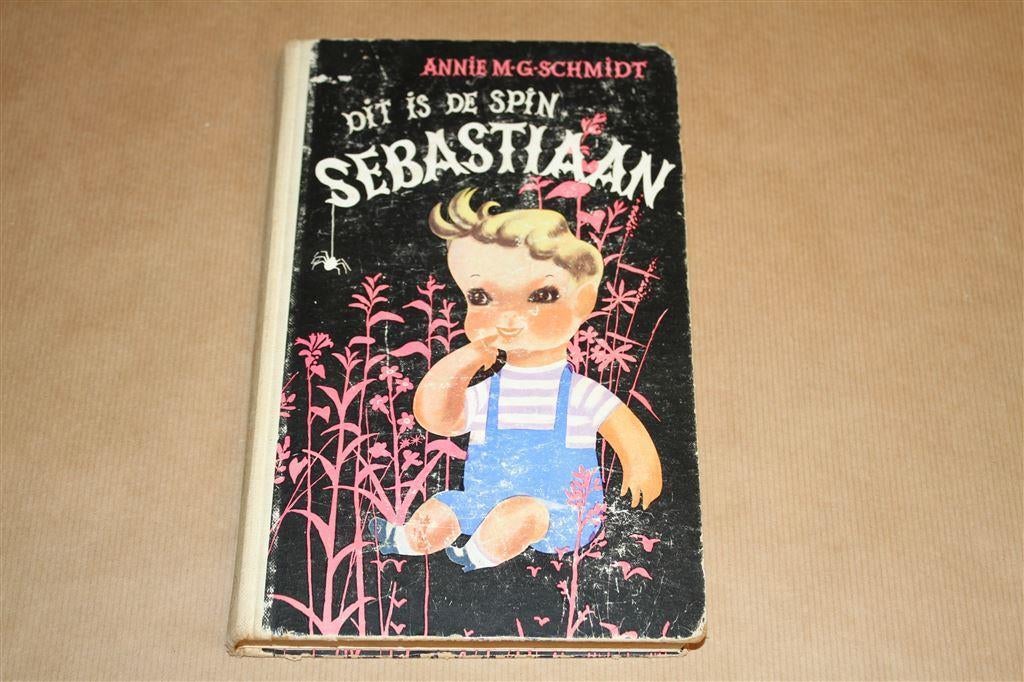 ANNIE M·G·SCHMIDT
DIT IS DE SPIN
SEBASTIAAN